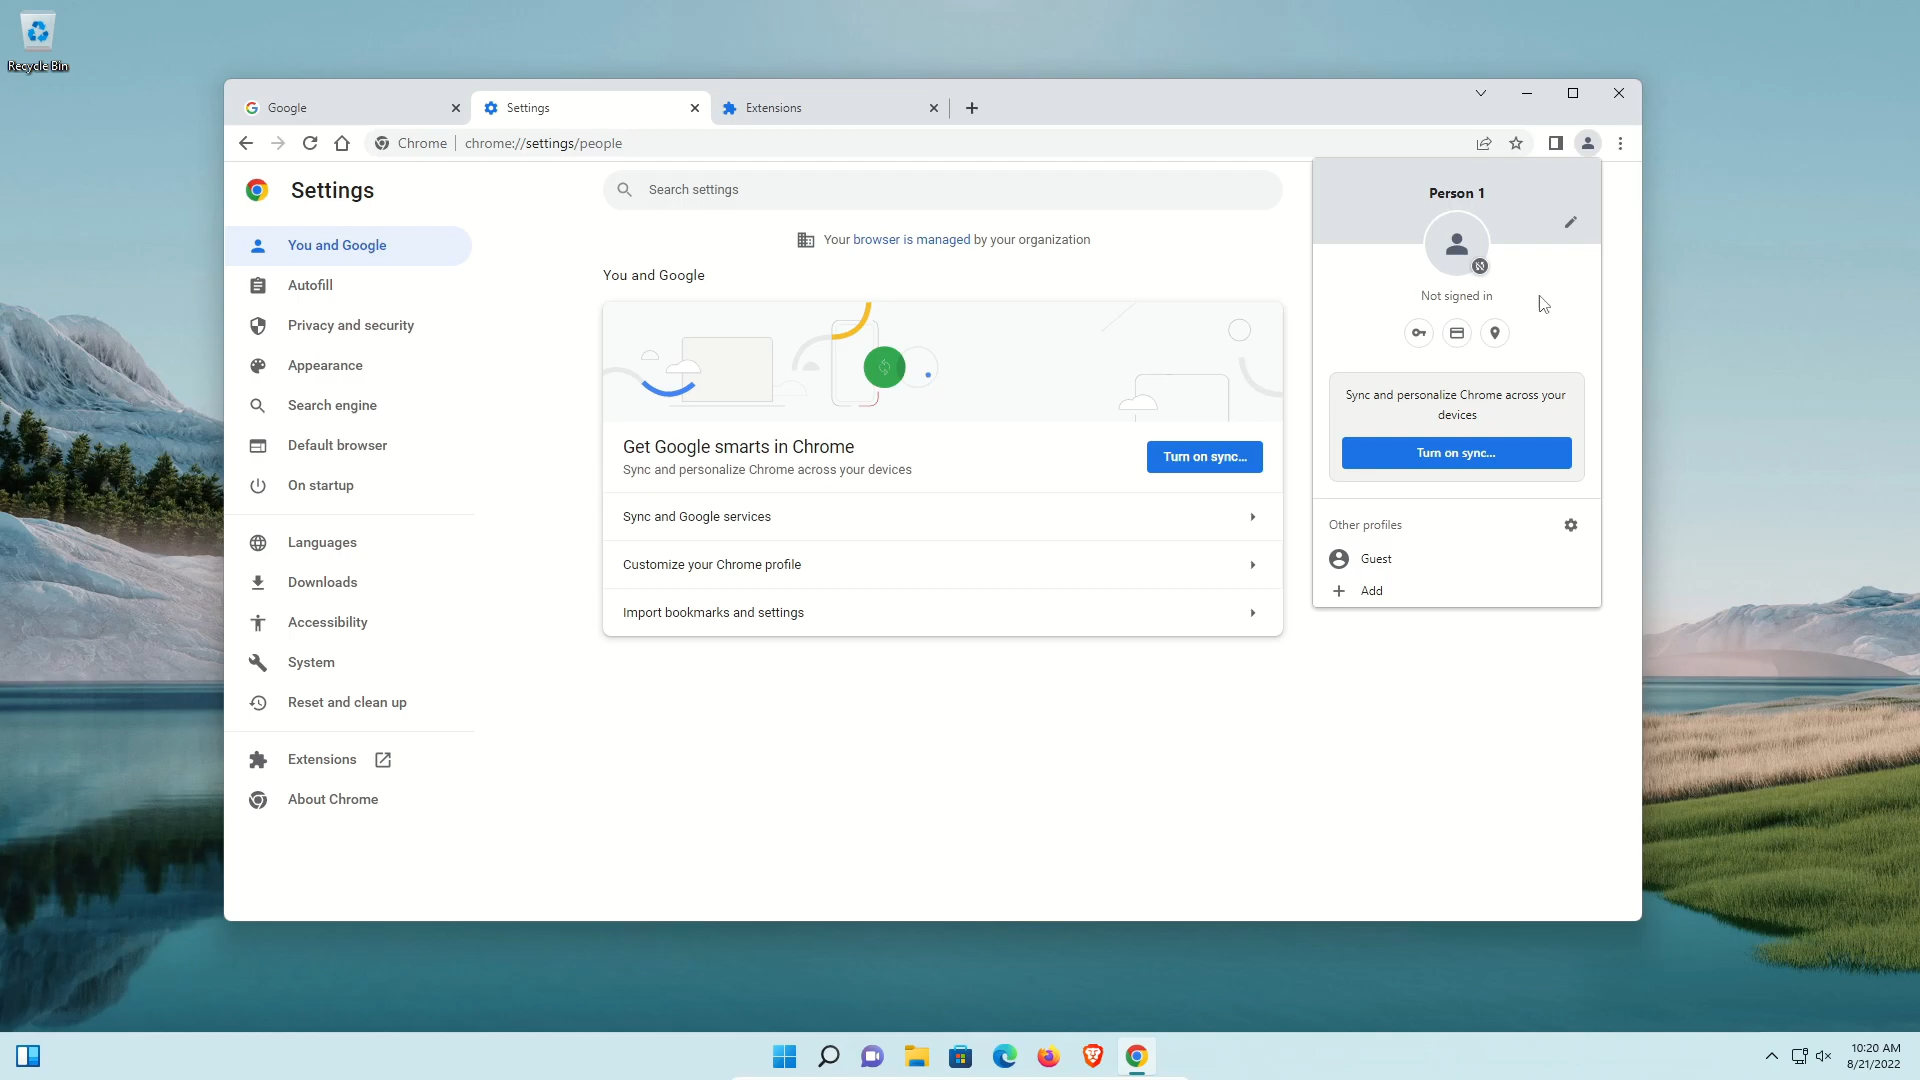 Recycle Bin
Google
Settings
Extensions
Chrome
chrome://settings/people
Settings
Search settings
You and Google
Autofill
Privacy and security
Appearance
Search engine
Default browser
On startup
Languages
Downloads
Accessibility
System
Reset and clean up
Extensions
About Chrome
Your browser is managed by your organization
You and Google
Get Google smarts in Chrome
Sync and personalize Chrome across your devices
Turn on sync...
Sync and Google services
Customize your Chrome profile
Import bookmarks and settings
Person 1
Not signed in
Sync and personalize Chrome across your
devices
Turn on sync...
Other profiles
Guest
Add
10:20 AM
8/21/2022